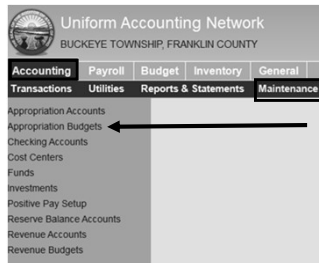 Uniform Accounting Network
BUCKEYE TOWNSHIP, FRANKLIN COUNTY
Accounting Payroll Budget Inventory General
Transactions Utilities Reports & Statements Maintenance
Appropriation Accounts
Appropriation Budgets
Checking Accounts
Cost Centers
Funds
Investments
Positive Pay Setup
Reserve Balance Accounts
Revenue Accounts
Revenue Budgets